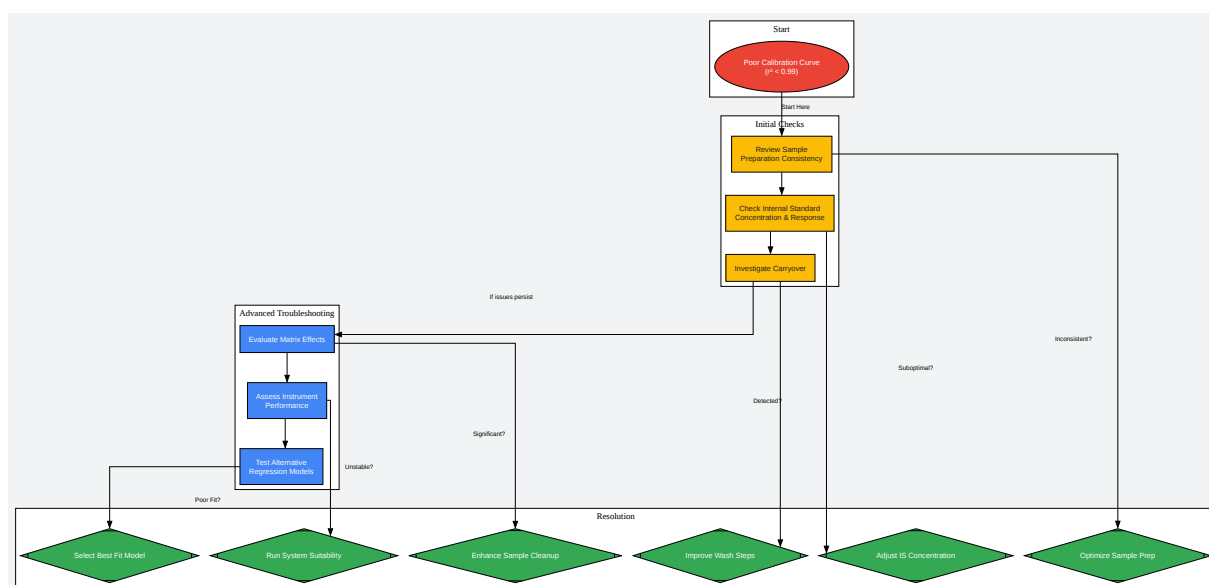 Start
Poor Calibration Curve
(r² < 0.99)
Start Here
Initial Checks
Review Sample
Preparation Consistency
Check Internal Standard
Concentration & Response
Investigate Carryover
If issues persist
Advanced Troubleshooting
Evaluate Matrix Effects
Inconsistent?
Suboptimal?
Assess Instrument
Performance
Detected?
Significant?
Test Alternative
Regression Models
Unstable?
Poor Fit?
Resolution
Select Best Fit Model
Run System Suitability
Enhance Sample Cleanup
Improve Wash Steps
Adjust IS Concentration
Optimize Sample Prep